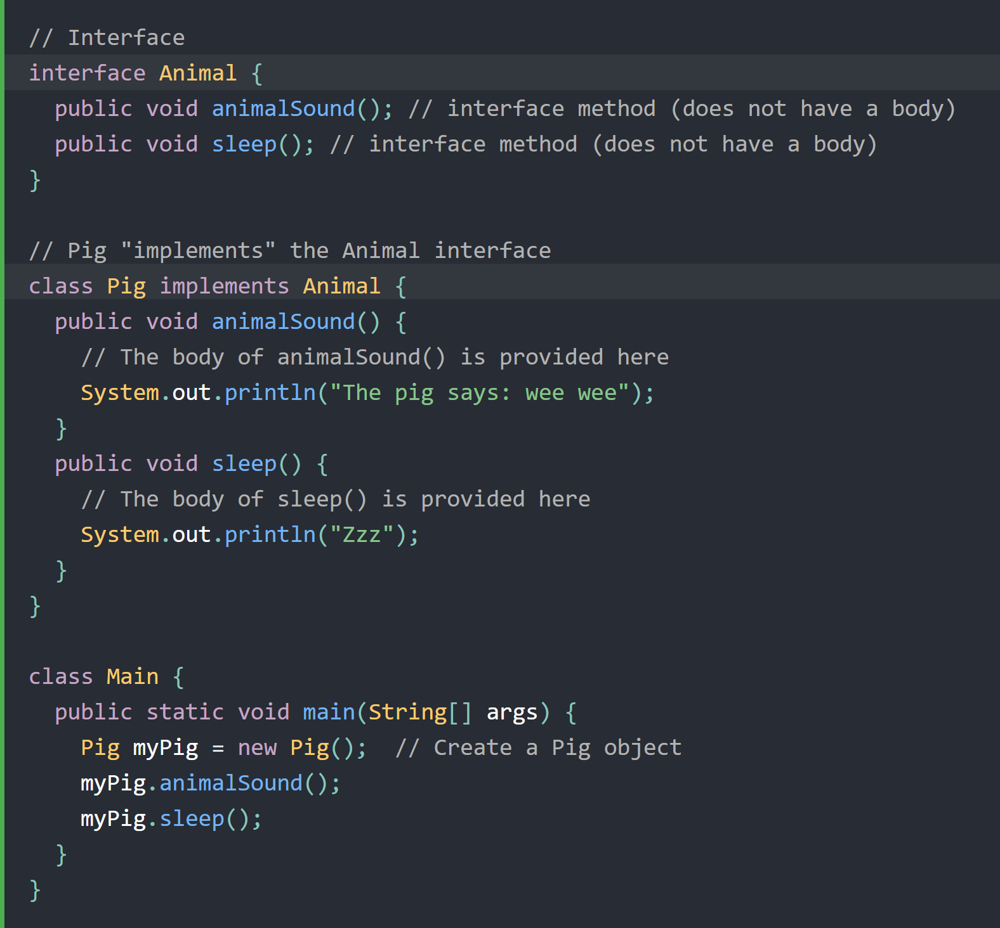 // Interface
interface Animal {
  public void animalSound(); // interface method (does not have a body)
  public void sleep(); // interface method (does not have a body)
}

// Pig "implements" the Animal interface
class Pig implements Animal {
  public void animalSound() {
    // The body of animalSound() is provided here
    System.out.println("The pig says: wee wee");
  }
  public void sleep() {
    // The body of sleep() is provided here
    System.out.println("Zzz");
  }
}

class Main {
  public static void main(String[] args) {
    Pig myPig = new Pig();  // Create a Pig object
    myPig.animalSound();
    myPig.sleep();
  }
}